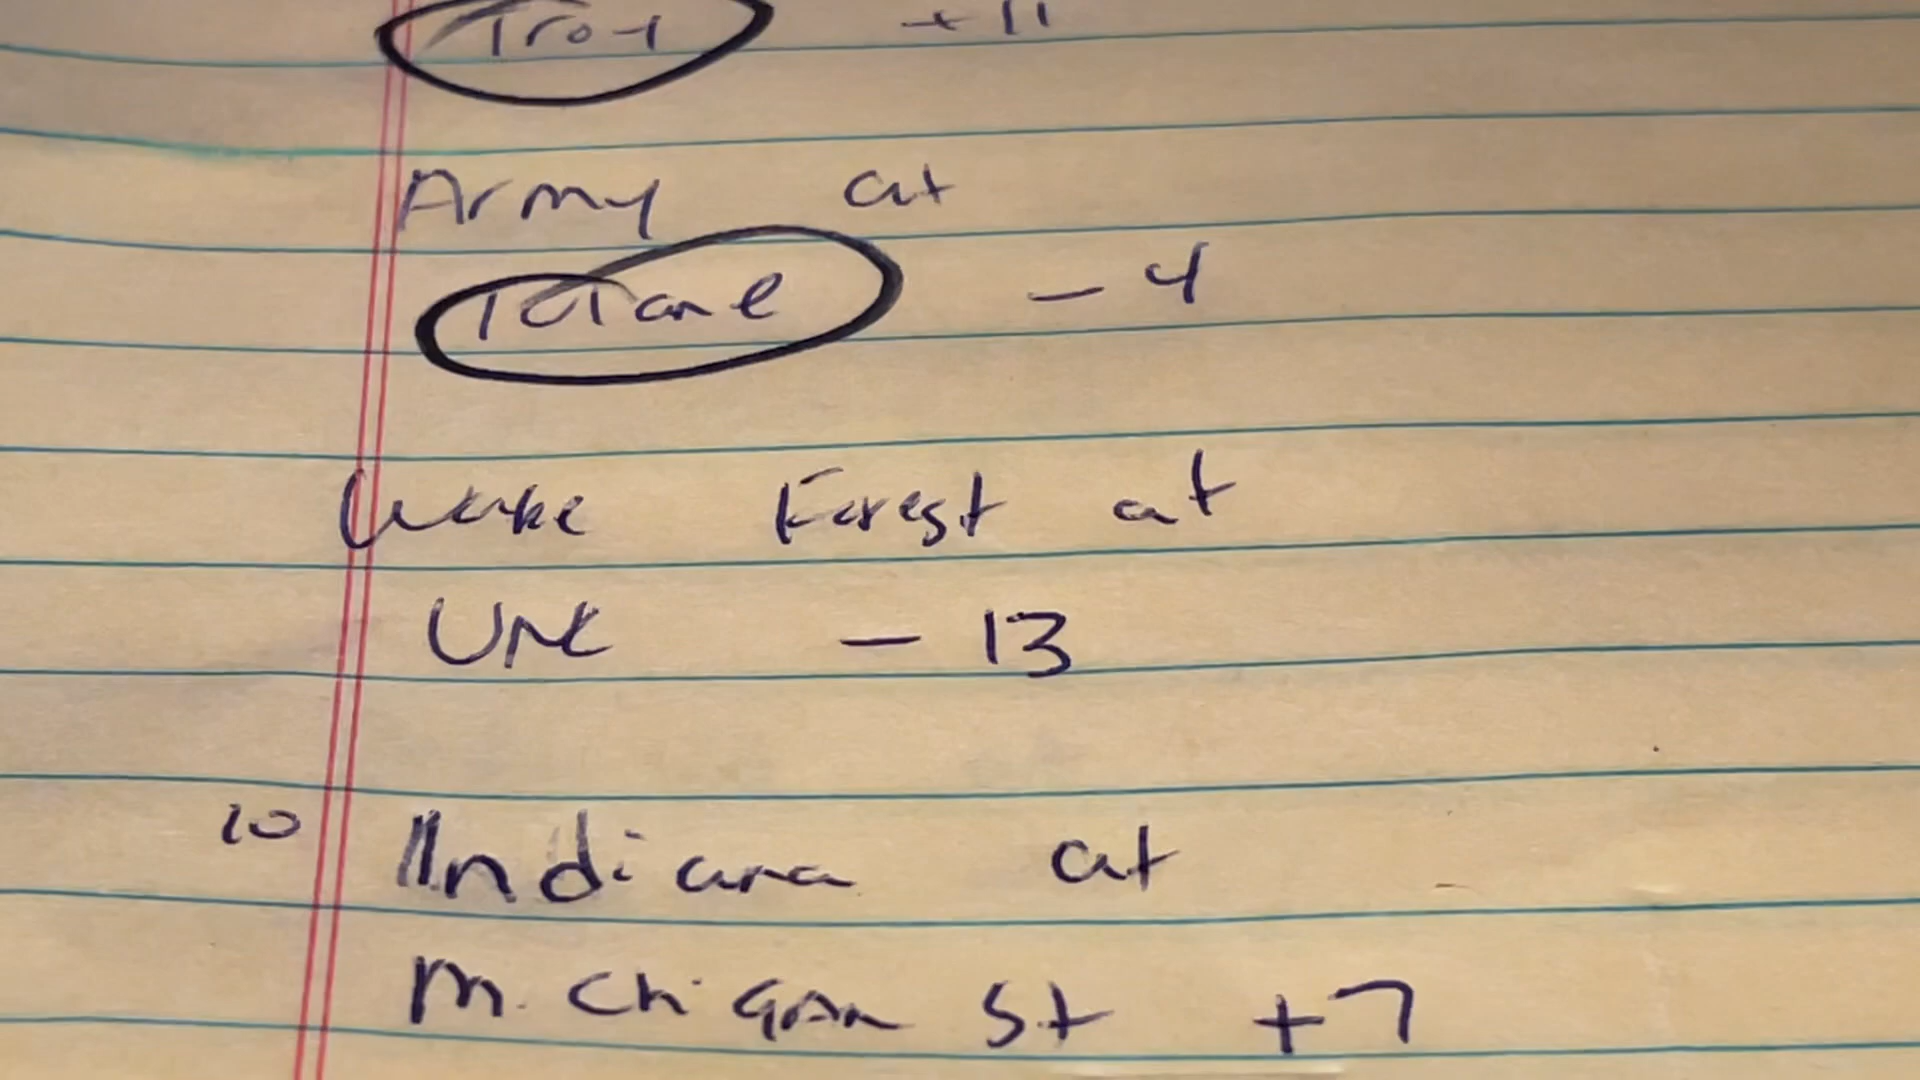 Troy +11
Army at
Tulane - 4
Wake Forest at
UNC - 13
10 Indiana at
Michigan St +7